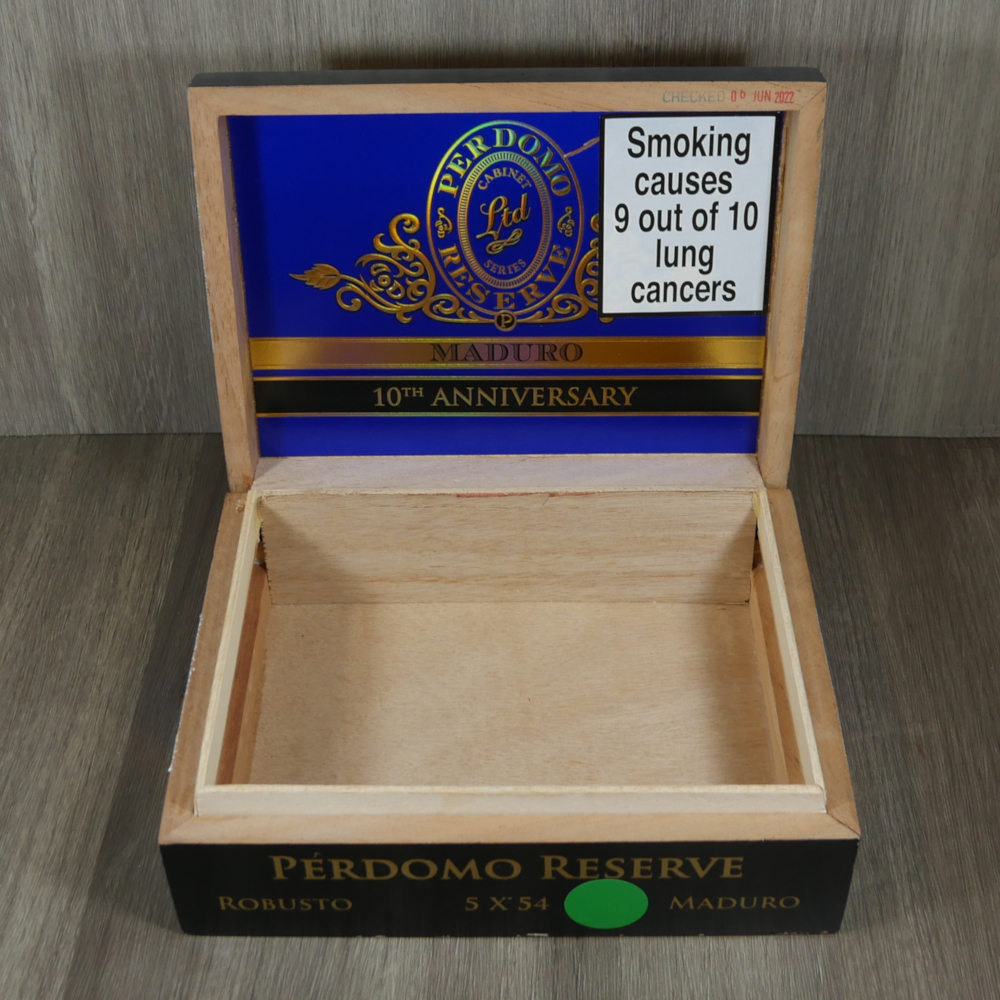 CHECKED 06 JUN 2022
PERDOMO
CABINET
Ltd
SERIES
RESERVE
P
MADURO
10TH ANNIVERSARY
Smoking
causes
9 out of 10
lung
cancers
PÉRDOMO RESERVE
ROBUSTO 5 X 54 MADURO